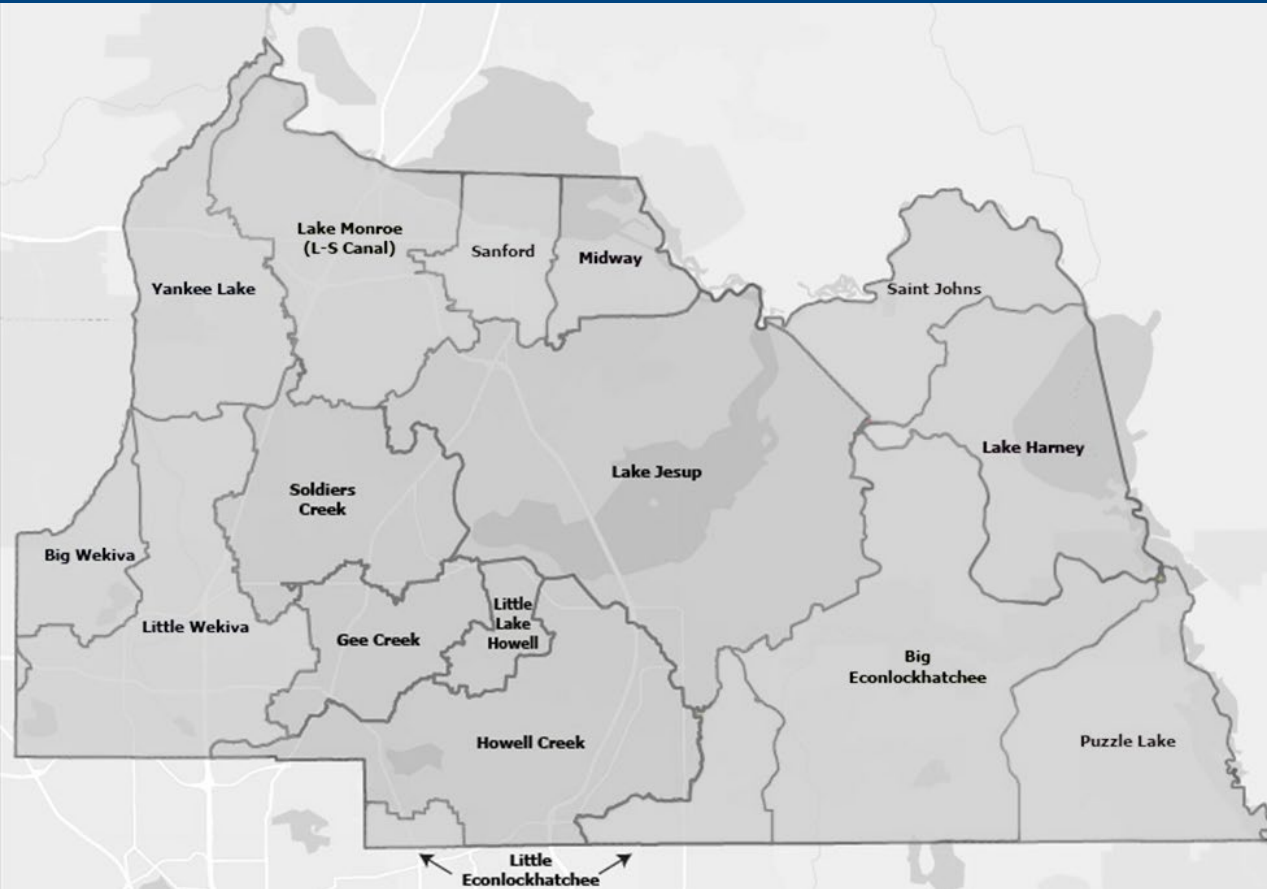 Lake Monroe
(L-S Canal)
Sanford
Midway
Yankee Lake
Saint Johns
Lake Harney
Lake Jesup
Soldiers
Creek
Big Wekiva
Little
Lake
Howell
Little Wekiva
Gee Creek
Big
Econlockhatchee
Howell Creek
Puzzle Lake
Little
Econlockhatchee